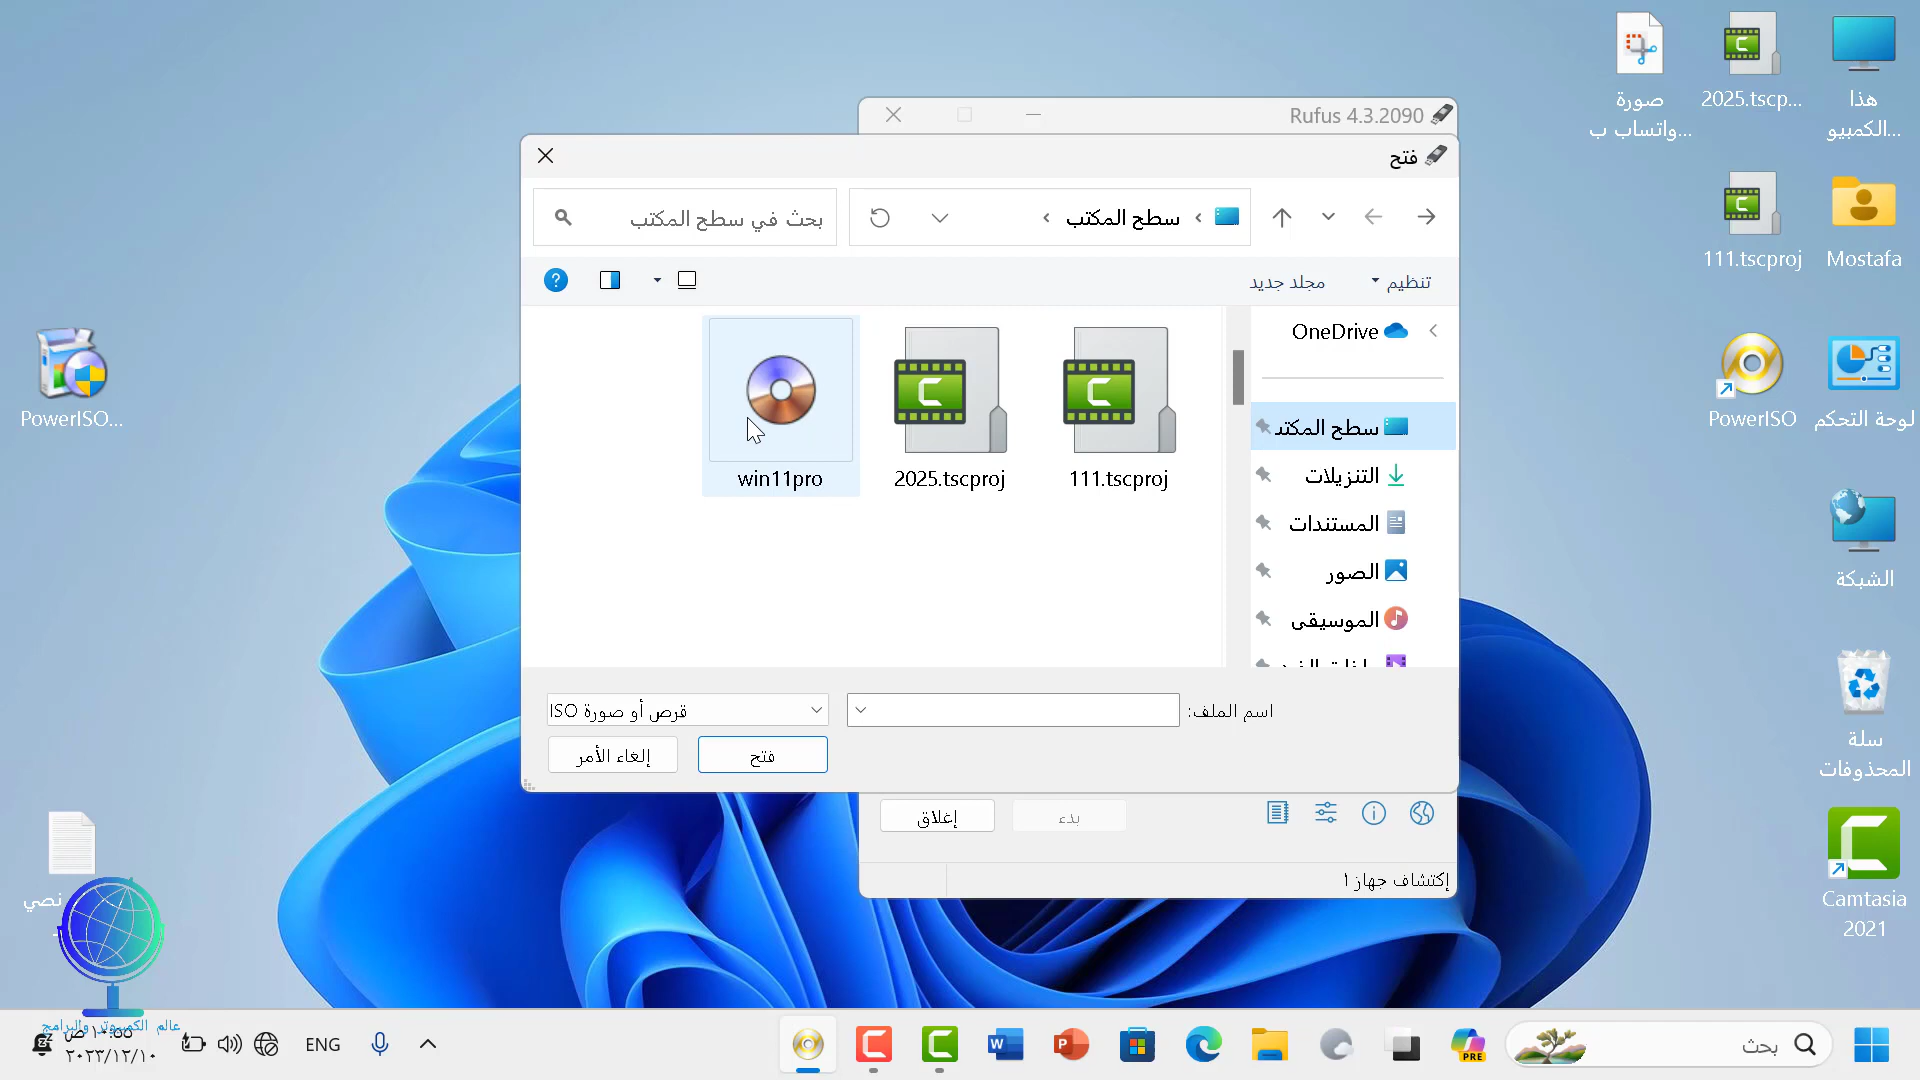 صورة
واتساب ب...
2025.tscp...
هذا
الكمبيو...
111.tscproj
Mostafa
PowerISO
لوحة التحكم
الشبكة
سلة
المحذوفات
Camtasia
2021
PowerISO...
نصي
Rufus 4.3.2090
فتح
سطح المكتب
بحث في سطح المكتب
تنظيم
مجلد جديد
OneDrive
سطح المكتب
التنزيلات
المستندات
الصور
الموسيقى
111.tscproj
2025.tscproj
win11pro
اسم الملف:
قرص أو صورة ISO
فتح
إلغاء الأمر
بدء
إغلاق
إكتشاف جهاز ١
عالم الكمبيوتر والبرامج
١٠:٥٥ ص
٢٠٢٣/١٢/١٠
ENG
PRE
بحث